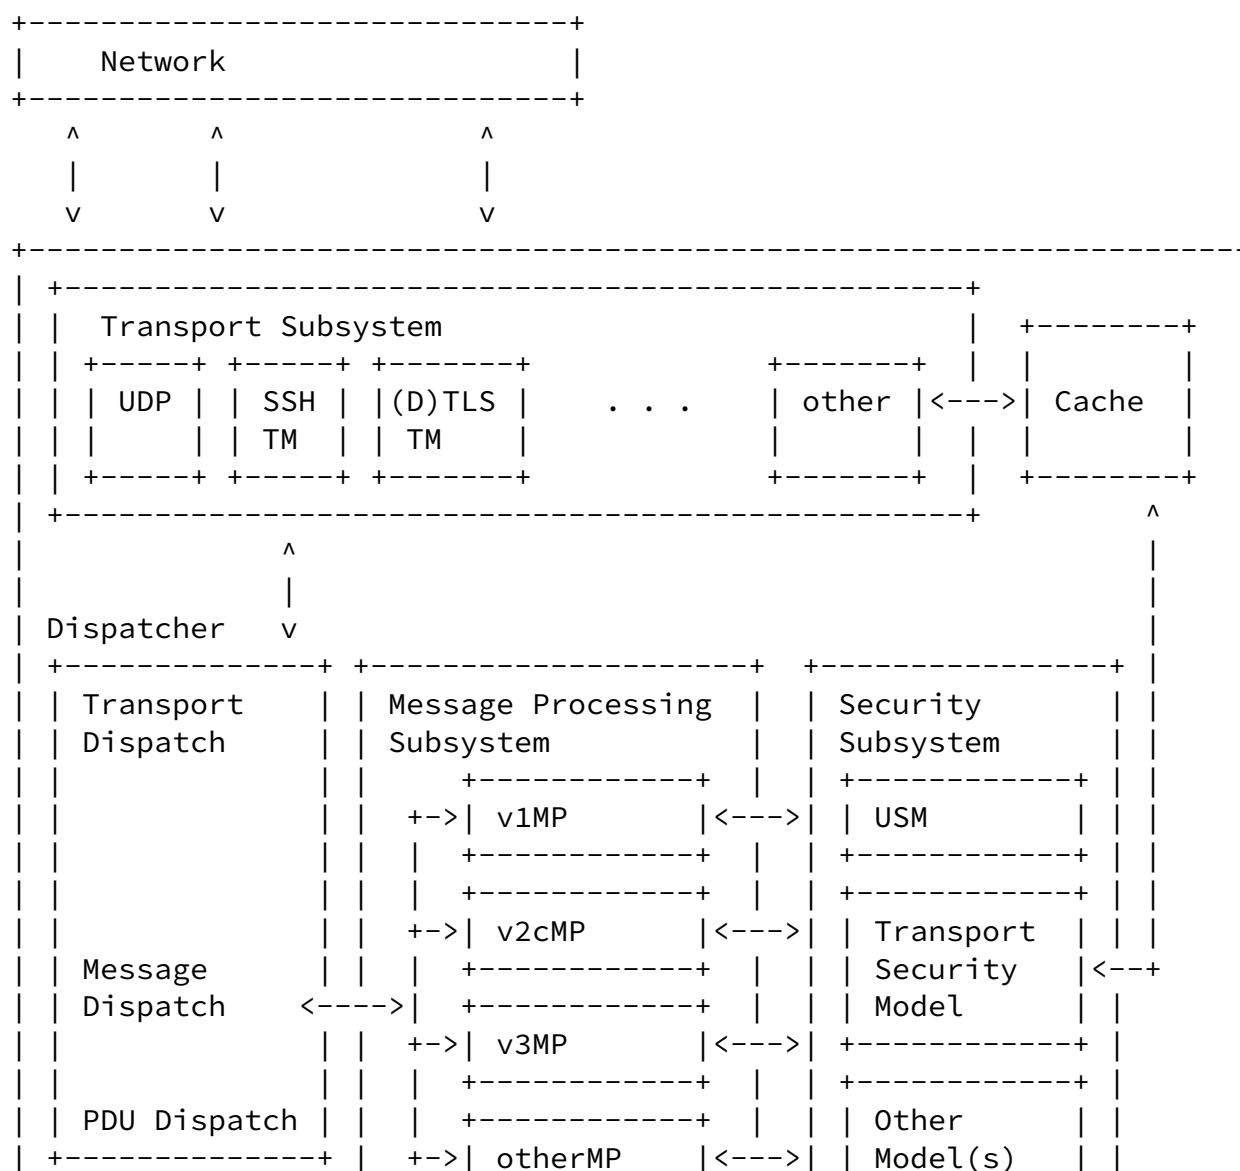 Network
Transport Subsystem
UDP SSH (D)TLS . . . other <---> Cache
TM TM
Dispatcher
Transport Message Processing Security
Dispatch Subsystem Subsystem
+-> v1MP <---> USM
+-> v2cMP <---> Transport
Message Security <--+
Dispatch <----> Model
+-> v3MP <--->
PDU Dispatch Other
+-> otherMP <---> Model(s)